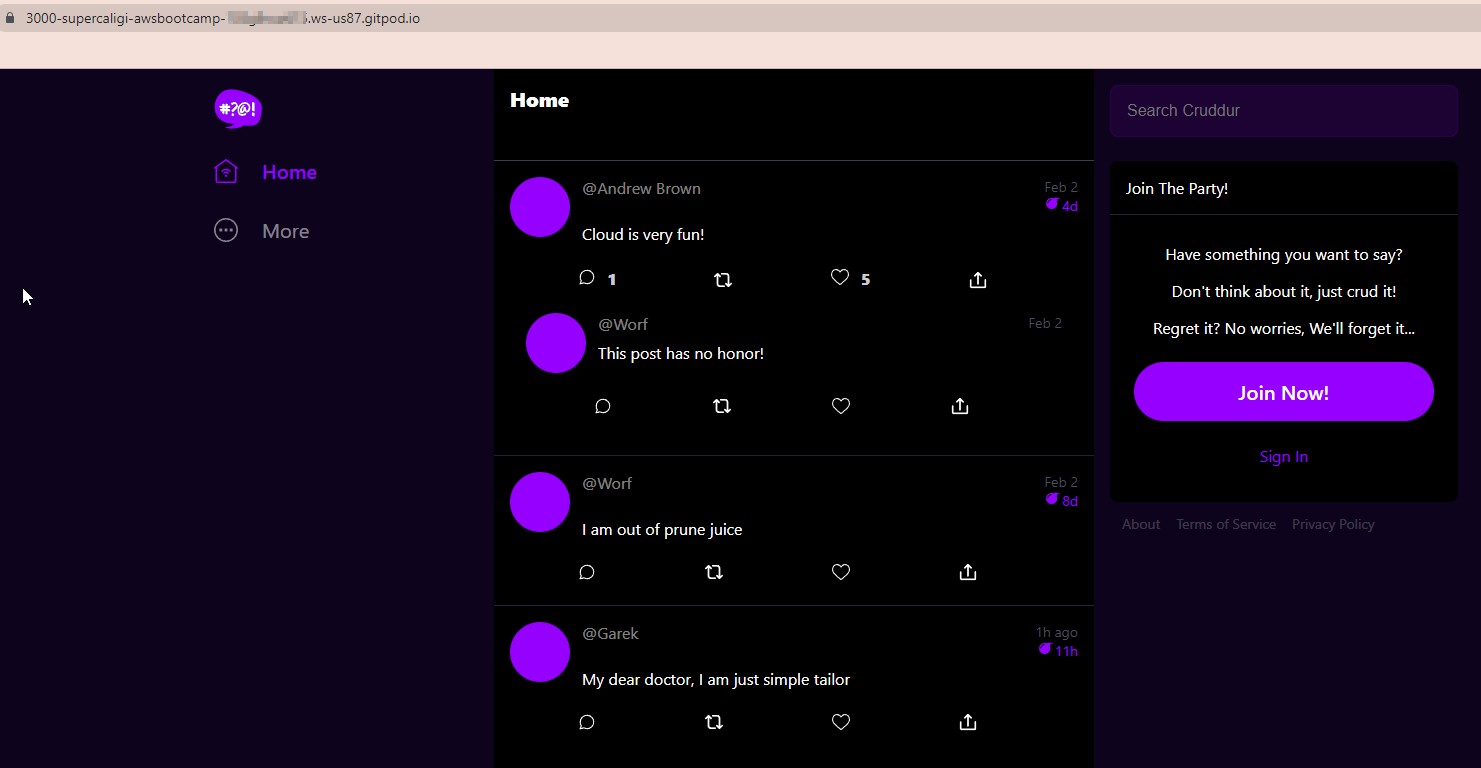 3000-supercaligi-awsbootcamp- .ws-us87.gitpod.io
#?@!
Home
More
Home
@Andrew Brown
Feb 2
4d
Cloud is very fun!
1
5
@Worf
Feb 2
This post has no honor!
@Worf
Feb 2
8d
I am out of prune juice
@Garek
1h ago
11h
My dear doctor, I am just simple tailor
Search Cruddur
Join The Party!
Have something you want to say?
Don't think about it, just crud it!
Regret it? No worries, We'll forget it...
Join Now!
Sign In
About Terms of Service Privacy Policy